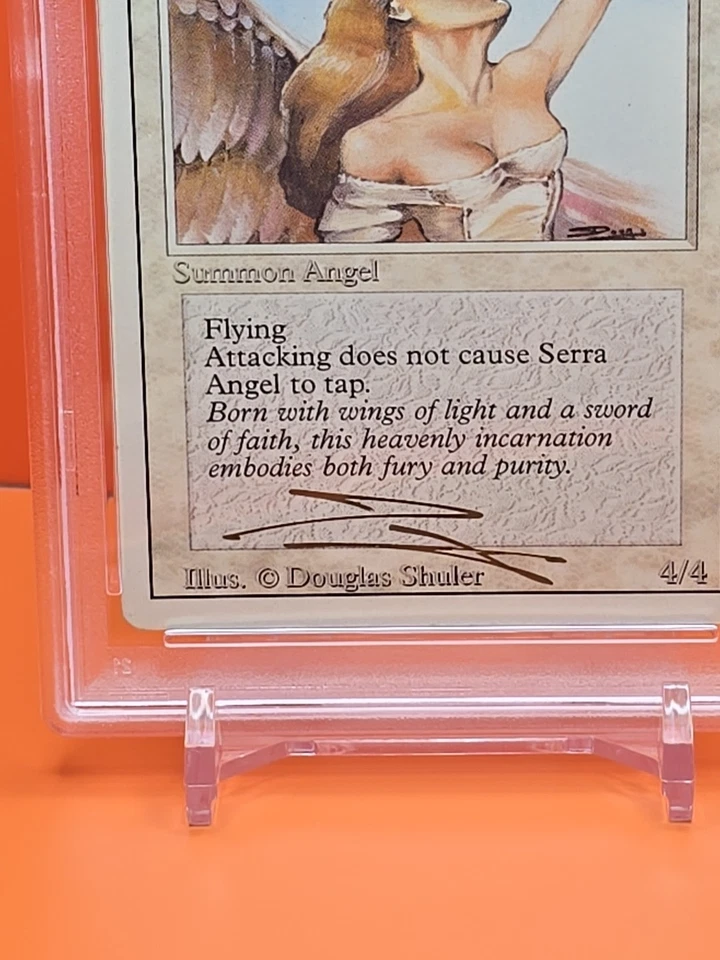 Summon Angel
Flying
Attacking does not cause Serra
Angel to tap.
Born with wings of light and a sword
of faith, this heavenly incarnation
embodies both fury and purity.
Illus. © Douglas Shuler
4/4